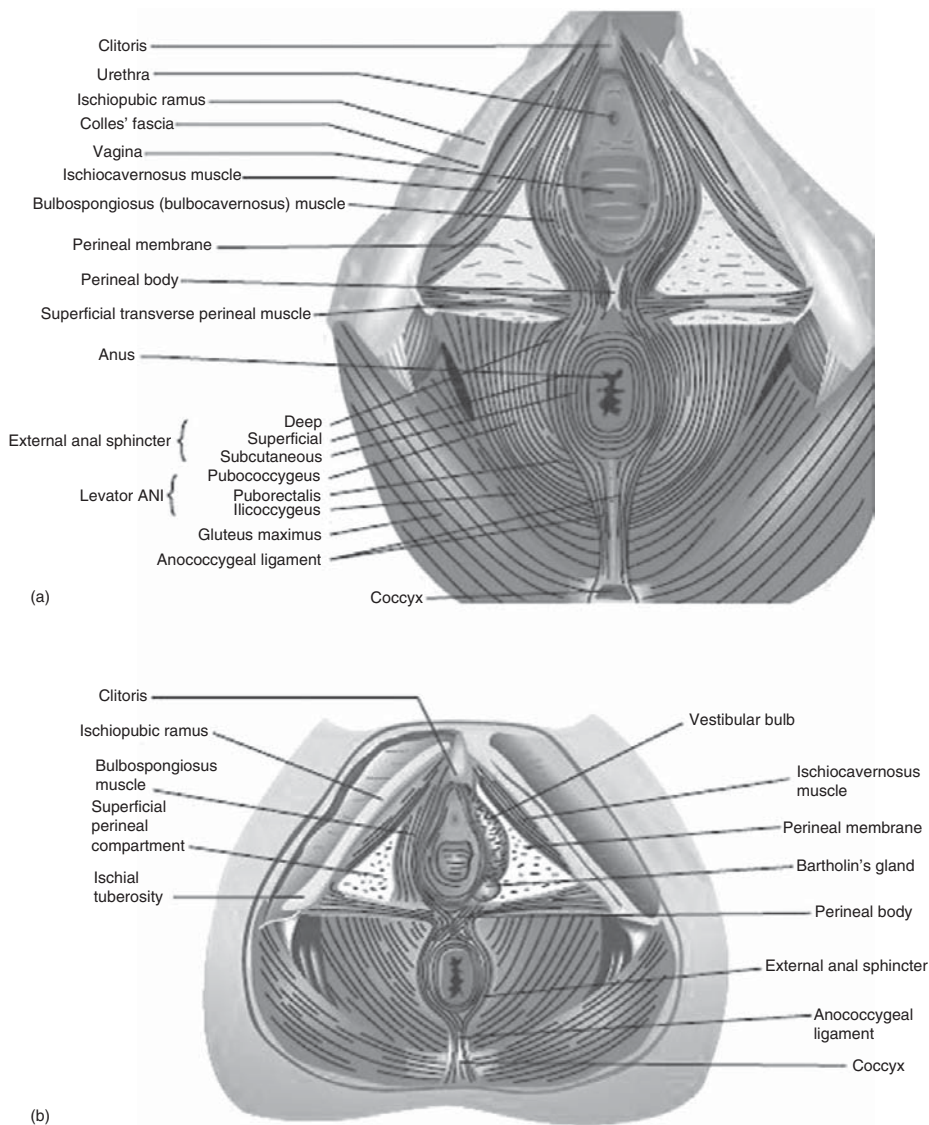 Clitoris
Urethra
Ischiopubic ramus
Colles' fascia
Vagina
Ischiocavernosus muscle
Bulbospongiosus (bulbocavernosus) muscle
Perineal membrane
Perineal body
Superficial transverse perineal muscle
Anus
External anal sphincter
Deep
Superficial
Subcutaneous
Levator ANI
Pubococcygeus
Puborectalis
Ilicoccygeus
Gluteus maximus
Anococcygeal ligament
Coccyx
(a)
Clitoris
Ischiopubic ramus
Bulbospongiosus
muscle
Superficial
perineal
compartment
Ischial
tuberosity
Vestibular bulb
Ischiocavernosus
muscle
Perineal membrane
Bartholin's gland
Perineal body
External anal sphincter
Anococcygeal
ligament
Coccyx
(b)